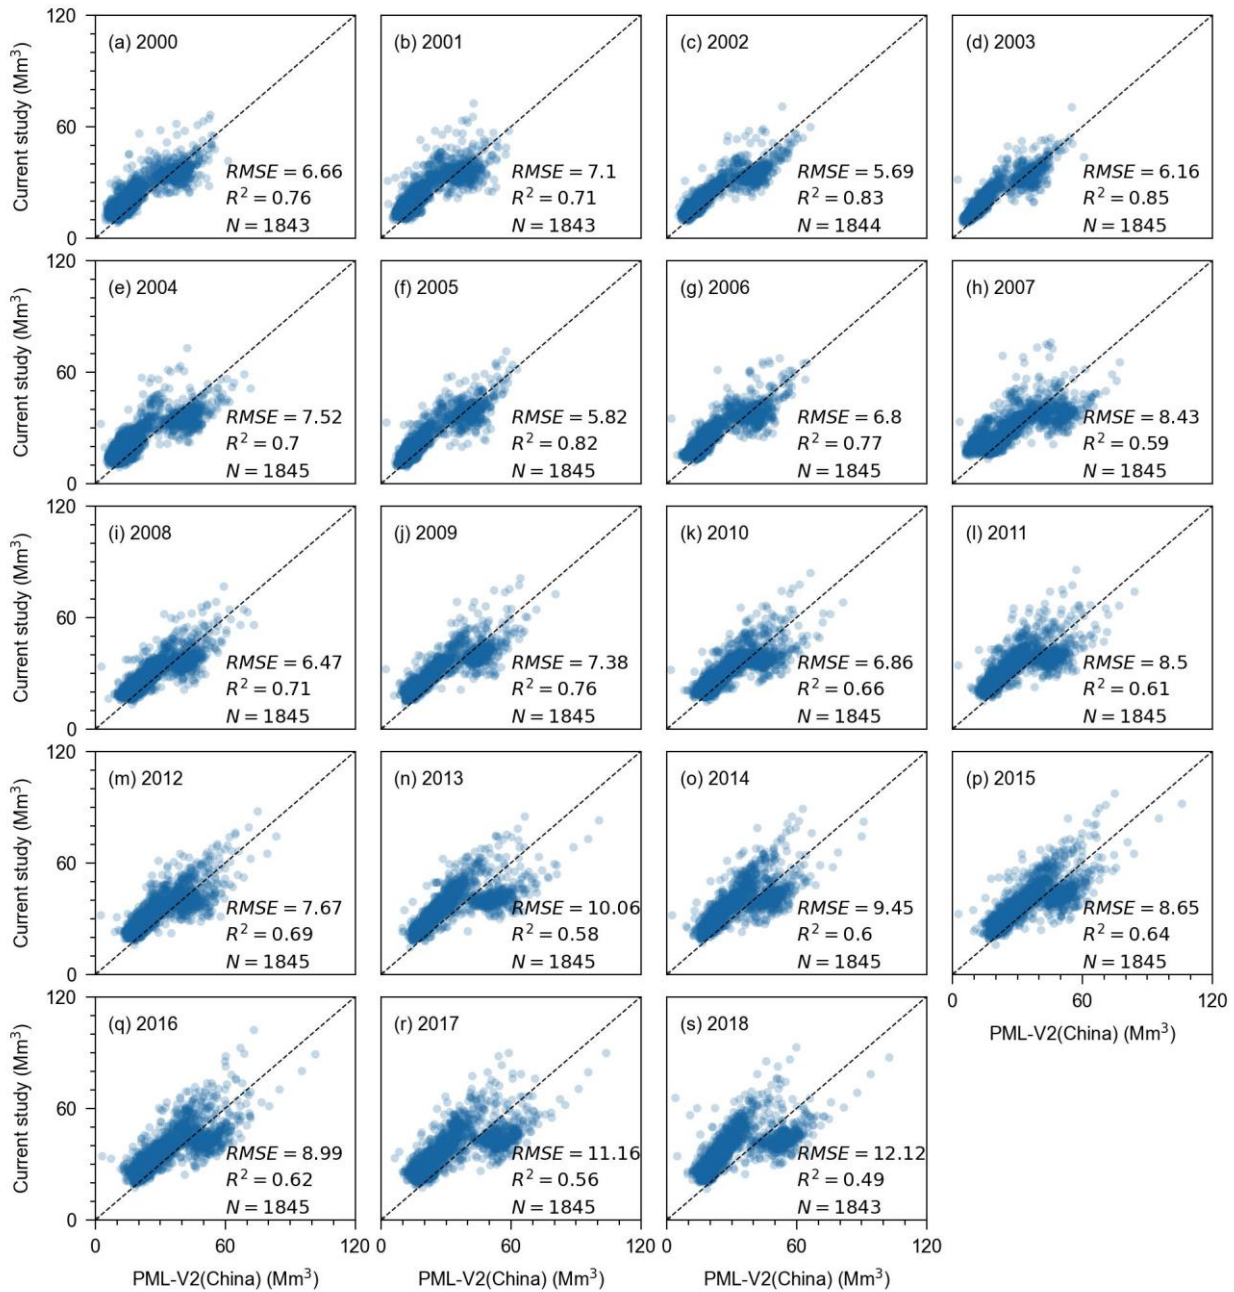 120
60
0
Current study (Mm³)
(a) 2000
RMSE = 6.66
R² = 0.76
N = 1843
(b) 2001
RMSE = 7.1
R² = 0.71
N = 1843
(c) 2002
RMSE = 5.69
R² = 0.83
N = 1844
(d) 2003
RMSE = 6.16
R² = 0.85
N = 1845
120
60
0
Current study (Mm³)
(e) 2004
RMSE = 7.52
R² = 0.7
N = 1845
(f) 2005
RMSE = 5.82
R² = 0.82
N = 1845
(g) 2006
RMSE = 6.8
R² = 0.77
N = 1845
(h) 2007
RMSE = 8.43
R² = 0.59
N = 1845
120
60
0
Current study (Mm³)
(i) 2008
RMSE = 6.47
R² = 0.71
N = 1845
(j) 2009
RMSE = 7.38
R² = 0.76
N = 1845
(k) 2010
RMSE = 6.86
R² = 0.66
N = 1845
(l) 2011
RMSE = 8.5
R² = 0.61
N = 1845
120
60
0
Current study (Mm³)
(m) 2012
RMSE = 7.67
R² = 0.69
N = 1845
(n) 2013
RMSE = 10.06
R² = 0.58
N = 1845
(o) 2014
RMSE = 9.45
R² = 0.6
N = 1845
(p) 2015
RMSE = 8.65
R² = 0.64
N = 1845
0 60 120
PML-V2(China) (Mm³)
120
60
0
Current study (Mm³)
(q) 2016
RMSE = 8.99
R² = 0.62
N = 1845
0 60 120
PML-V2(China) (Mm³)
(r) 2017
RMSE = 11.16
R² = 0.56
N = 1845
0 60 120
PML-V2(China) (Mm³)
(s) 2018
RMSE = 12.12
R² = 0.49
N = 1843
0 60 120
PML-V2(China) (Mm³)